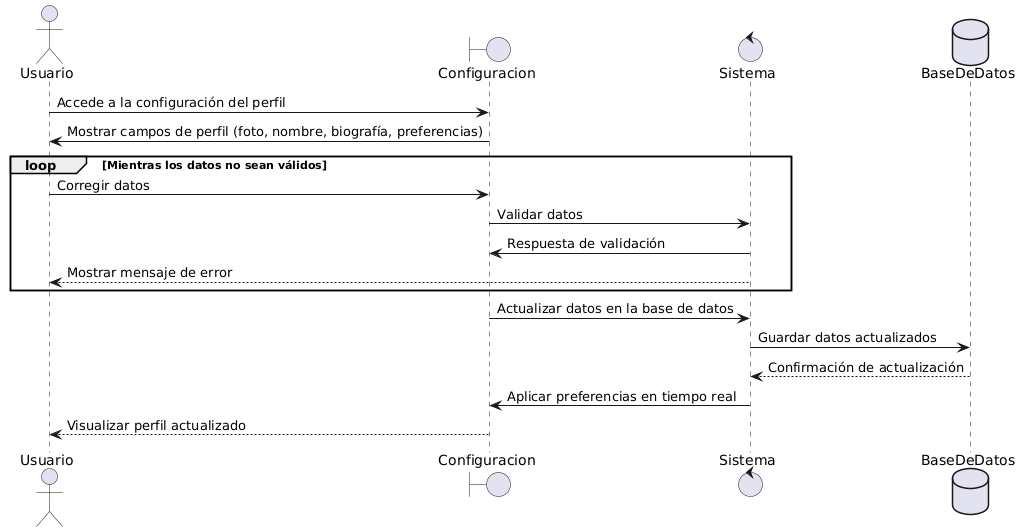 Usuario
Configuracion
Sistema
BaseDeDatos
Accede a la configuración del perfil
Mostrar campos de perfil (foto, nombre, biografía, preferencias)
loop
[Mientras los datos no sean válidos]
Corregir datos
Validar datos
Respuesta de validación
Mostrar mensaje de error
Actualizar datos en la base de datos
Guardar datos actualizados
Confirmación de actualización
Aplicar preferencias en tiempo real
Visualizar perfil actualizado
Usuario
Configuracion
Sistema
BaseDeDatos